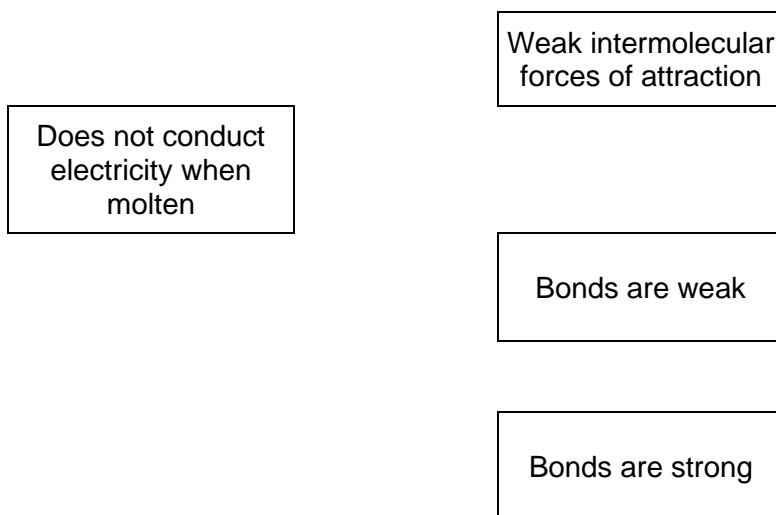 Weak intermolecular
forces of attraction
Does not conduct
electricity when
molten
Bonds are weak
Bonds are strong